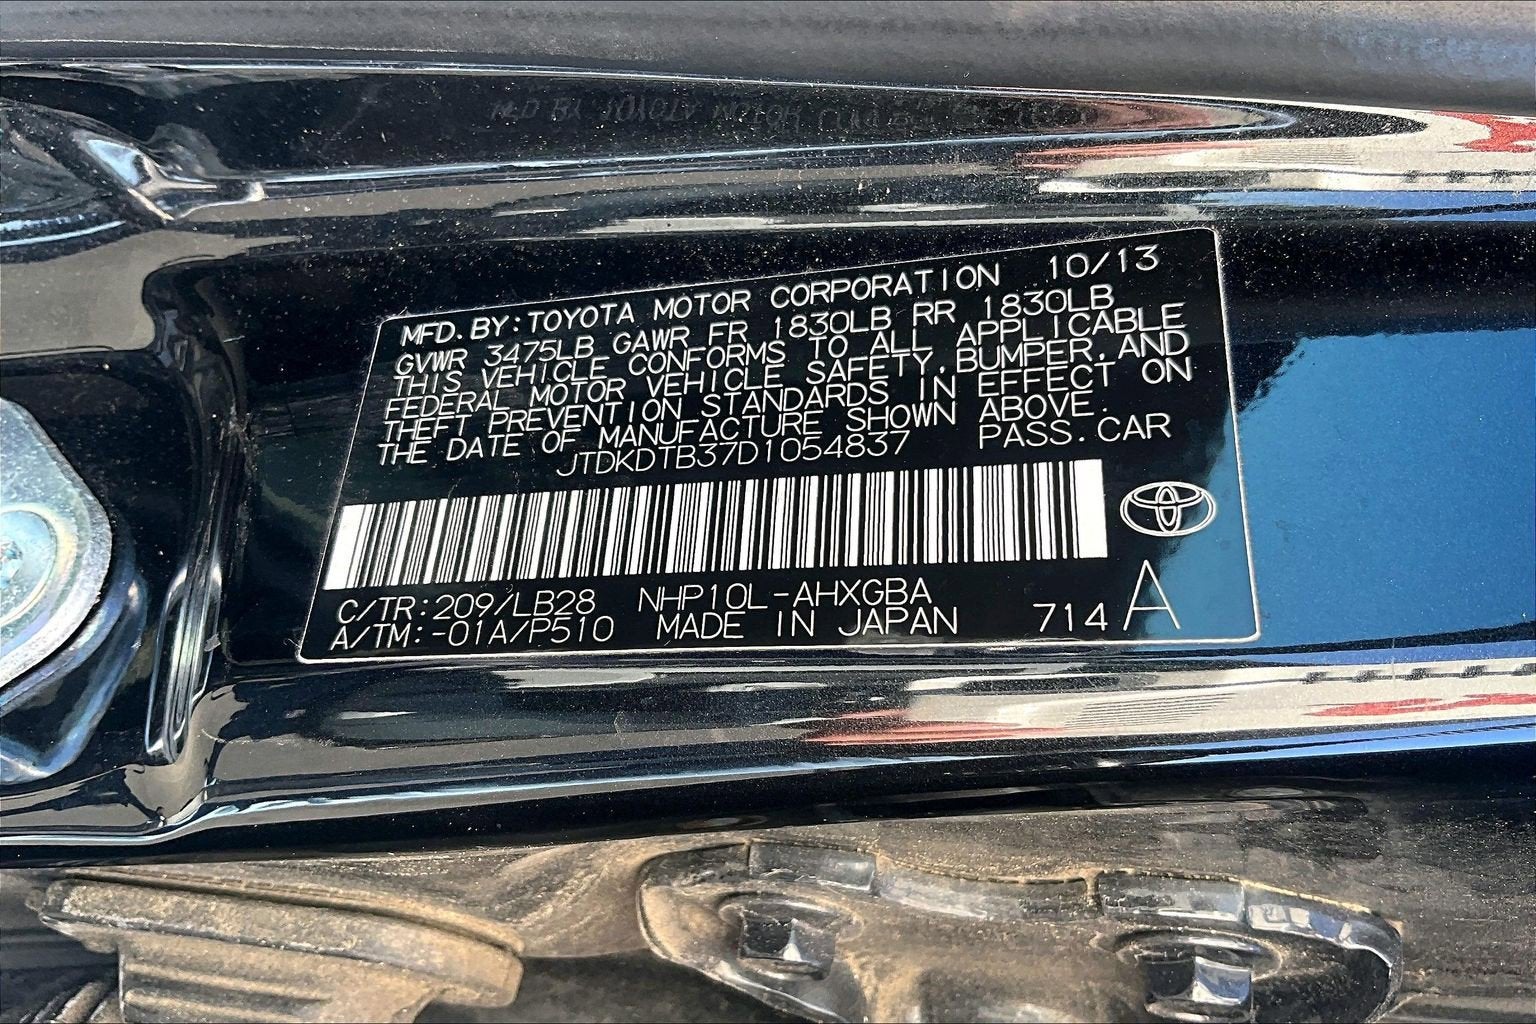 MFD. BY: TOYOTA MOTOR CORPORATION 10/13
GVWR 3475LB GAWR FR 1830LB RR 1830LB
THIS VEHICLE CONFORMS TO ALL APPLICABLE
FEDERAL MOTOR VEHICLE SAFETY, BUMPER, AND
THEFT PREVENTION STANDARDS IN EFFECT ON
THE DATE OF MANUFACTURE SHOWN ABOVE.
JTDKDTB37D1054837 PASS. CAR
C/TR:209/LB28 NHP10L-AHXGBA
A/TM:-01A/P510 MADE IN JAPAN 714 A